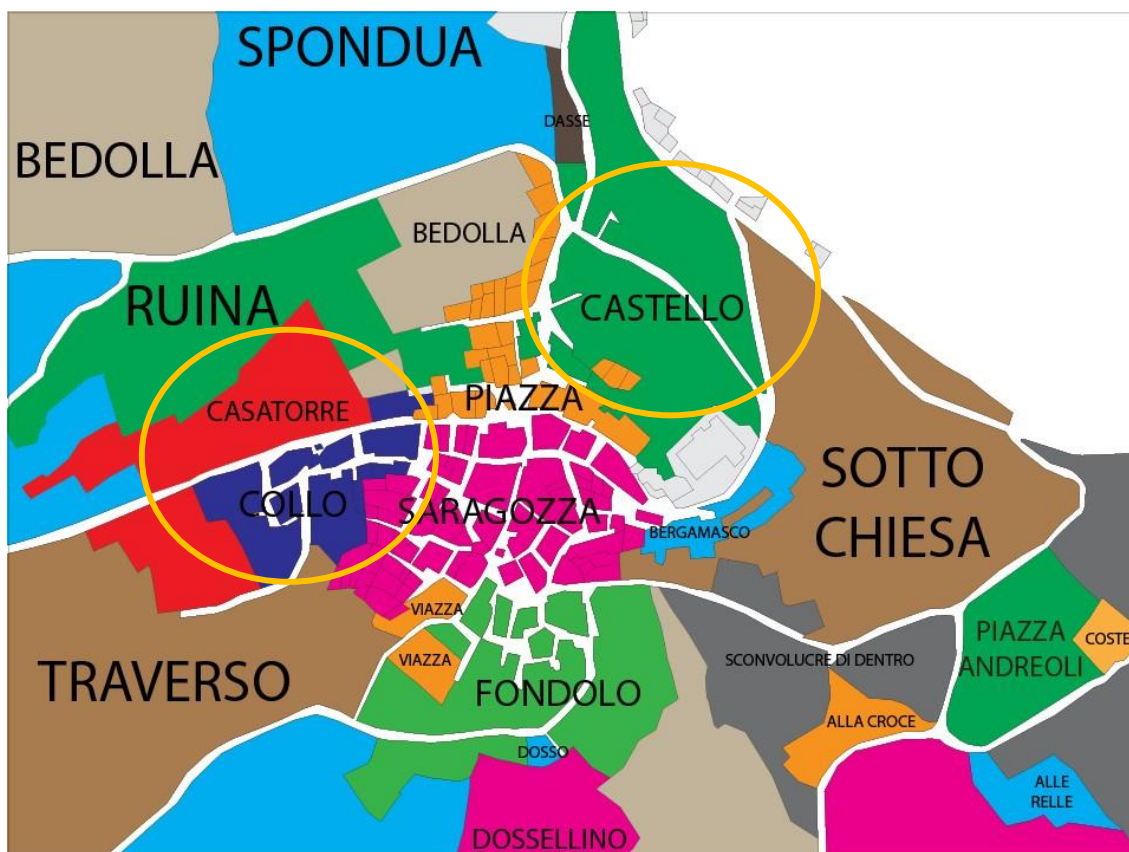 SPONDUA
BEDOLLA
DASSE
BEDOLLA
RUINA
CASTELLO
CASATORRE
PIAZZA
COLLO
SARAGOZZA
SOTTO
CHIESA
BERGAMASCO
VIAZZA
VIAZZA
TRAVERSO
FONDOLO
SCONVOLUCRE DI DENTRO
PIAZZA
ANDREOLI
COSTE
ALLA CROCE
DOSSO
ALLE
RELLE
DOSSELLINO